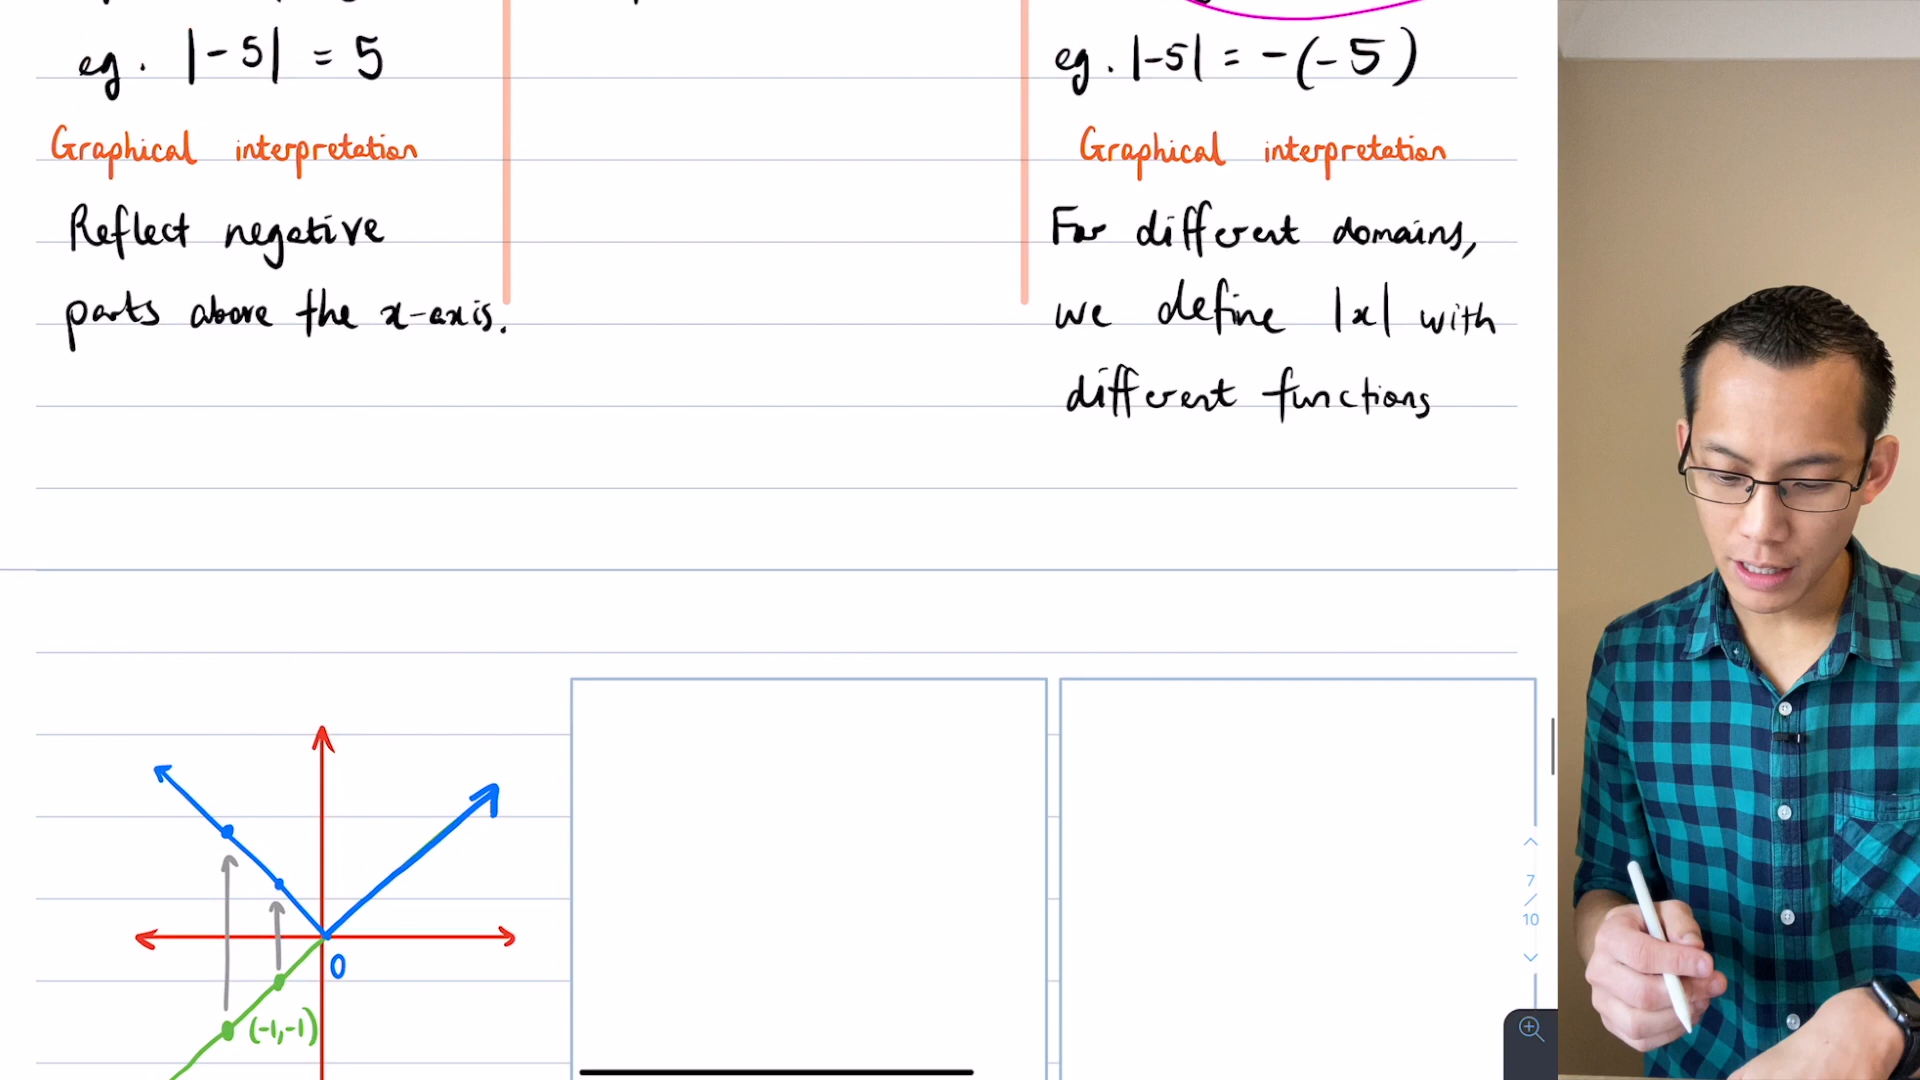 eg. |-5| = 5
Graphical interpretation
Reflect negative
parts above the x-axis.
eg. |-5| = -(-5)
Graphical interpretation
For different domains,
we define |x| with
different functions
0
(-1,-1)
7
/
10